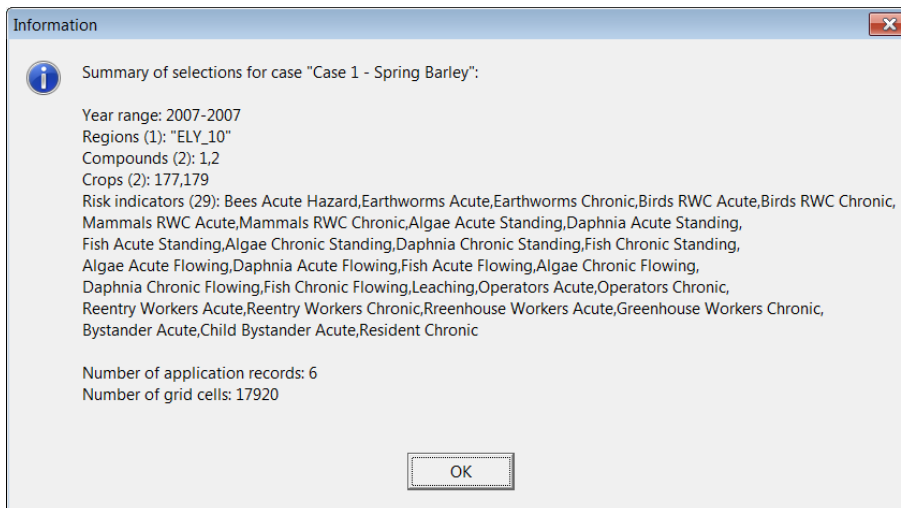 Information
Summary of selections for case "Case 1 - Spring Barley":
Year range: 2007-2007
Regions (1): "ELY_10"
Compounds (2): 1,2
Crops (2): 177,179
Risk indicators (29): Bees Acute Hazard,Earthworms Acute,Earthworms Chronic,Birds RWC Acute,Birds RWC Chronic,
Mammals RWC Acute,Mammals RWC Chronic,Algae Acute Standing,Daphnia Acute Standing,
Fish Acute Standing,Algae Chronic Standing,Daphnia Chronic Standing,Fish Chronic Standing,
Algae Acute Flowing,Daphnia Acute Flowing,Fish Acute Flowing,Algae Chronic Flowing,
Daphnia Chronic Flowing,Fish Chronic Flowing,Leaching,Operators Acute,Operators Chronic,
Reentry Workers Acute,Reentry Workers Chronic,Rreenhouse Workers Acute,Greenhouse Workers Chronic,
Bystander Acute,Child Bystander Acute,Resident Chronic
Number of application records: 6
Number of grid cells: 17920
OK